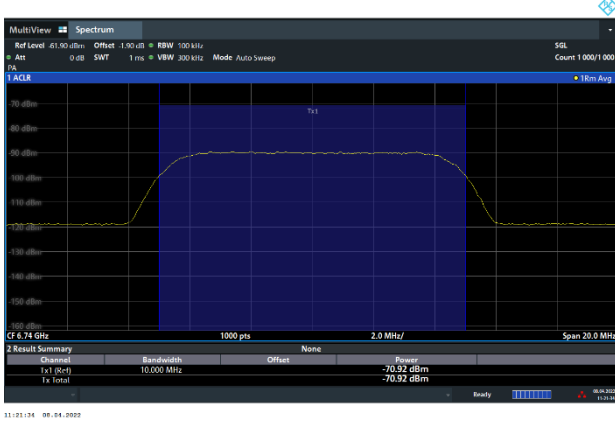 MultiView Spectrum
Ref Level -61.90 dBm Offset -1.90 dB RBW 100 kHz SGL
Att 0 dB SWT 1 ms VBW 300 kHz Mode Auto Sweep Count 1000/1000
PA
1 ACLR 1Rm Avg
Tx1
-70 dBm
-80 dBm
-90 dBm
-100 dBm
-110 dBm
-120 dBm
-130 dBm
-140 dBm
-150 dBm
-160 dBm
CF 6.74 GHz 1000 pts 2.0 MHz/ Span 20.0 MHz
2 Result Summary None
Channel Bandwidth Offset Power
Tx1 (Ref) 10.000 MHz -70.92 dBm
Tx Total -70.92 dBm
Ready 08.04.2022
11:21:34
11:21:34 08.04.2022